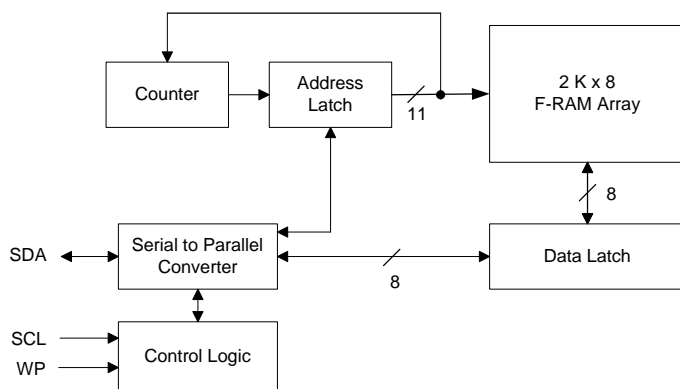 Counter
Address
Latch
11
2 K x 8
F-RAM Array
8
SDA
Serial to Parallel
Converter
8
Data Latch
SCL
WP
Control Logic